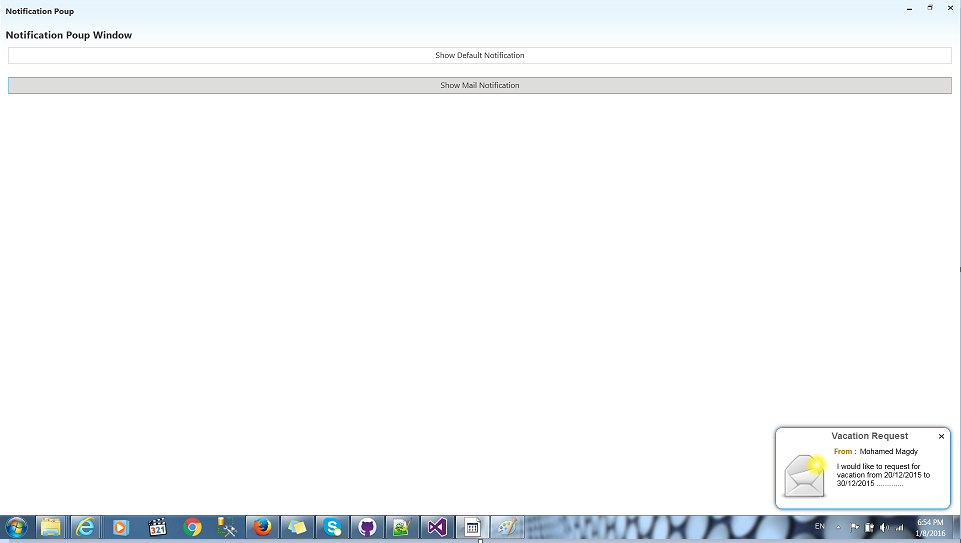 Notification Poup
Notification Poup Window
Show Default Notification
Show Mail Notification
Vacation Request
From : Mohamed Magdy
I would like to request for
vacation from 20/12/2015 to
30/12/2015 .............
321
EN
6:54 PM
1/8/2016